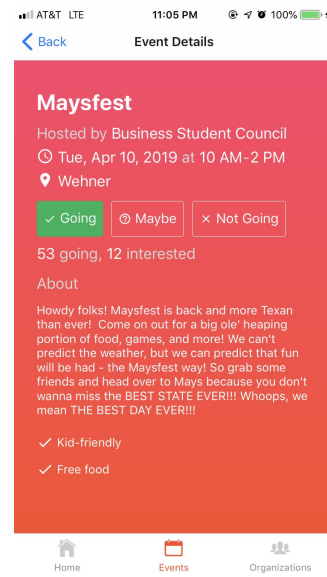 AT&T LTE 11:05 PM 100%
Back Event Details
Maysfest
Hosted by Business Student Council
Tue, Apr 10, 2019 at 10 AM-2 PM
Wehner
Going Maybe Not Going
53 going, 12 interested
About
Howdy folks! Maysfest is back and more Texan
than ever!  Come on out for a big ole' heaping
portion of food, games, and more! We can't
predict the weather, but we can predict that fun
will be had - the Maysfest way! So grab some
friends and head over to Mays because you don't
wanna miss the BEST STATE EVER!!! Whoops, we
mean THE BEST DAY EVER!!!
Kid-friendly
Free food
Home Events Organizations